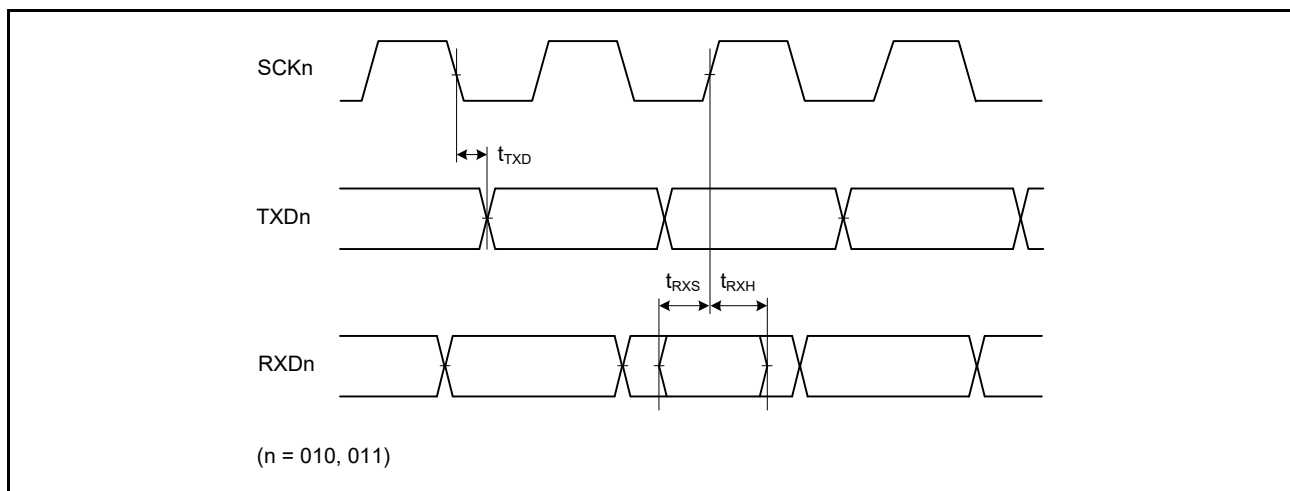 SCKn
tTXD
TXDn
tRXS tRXH
RXDn
(n = 010, 011)